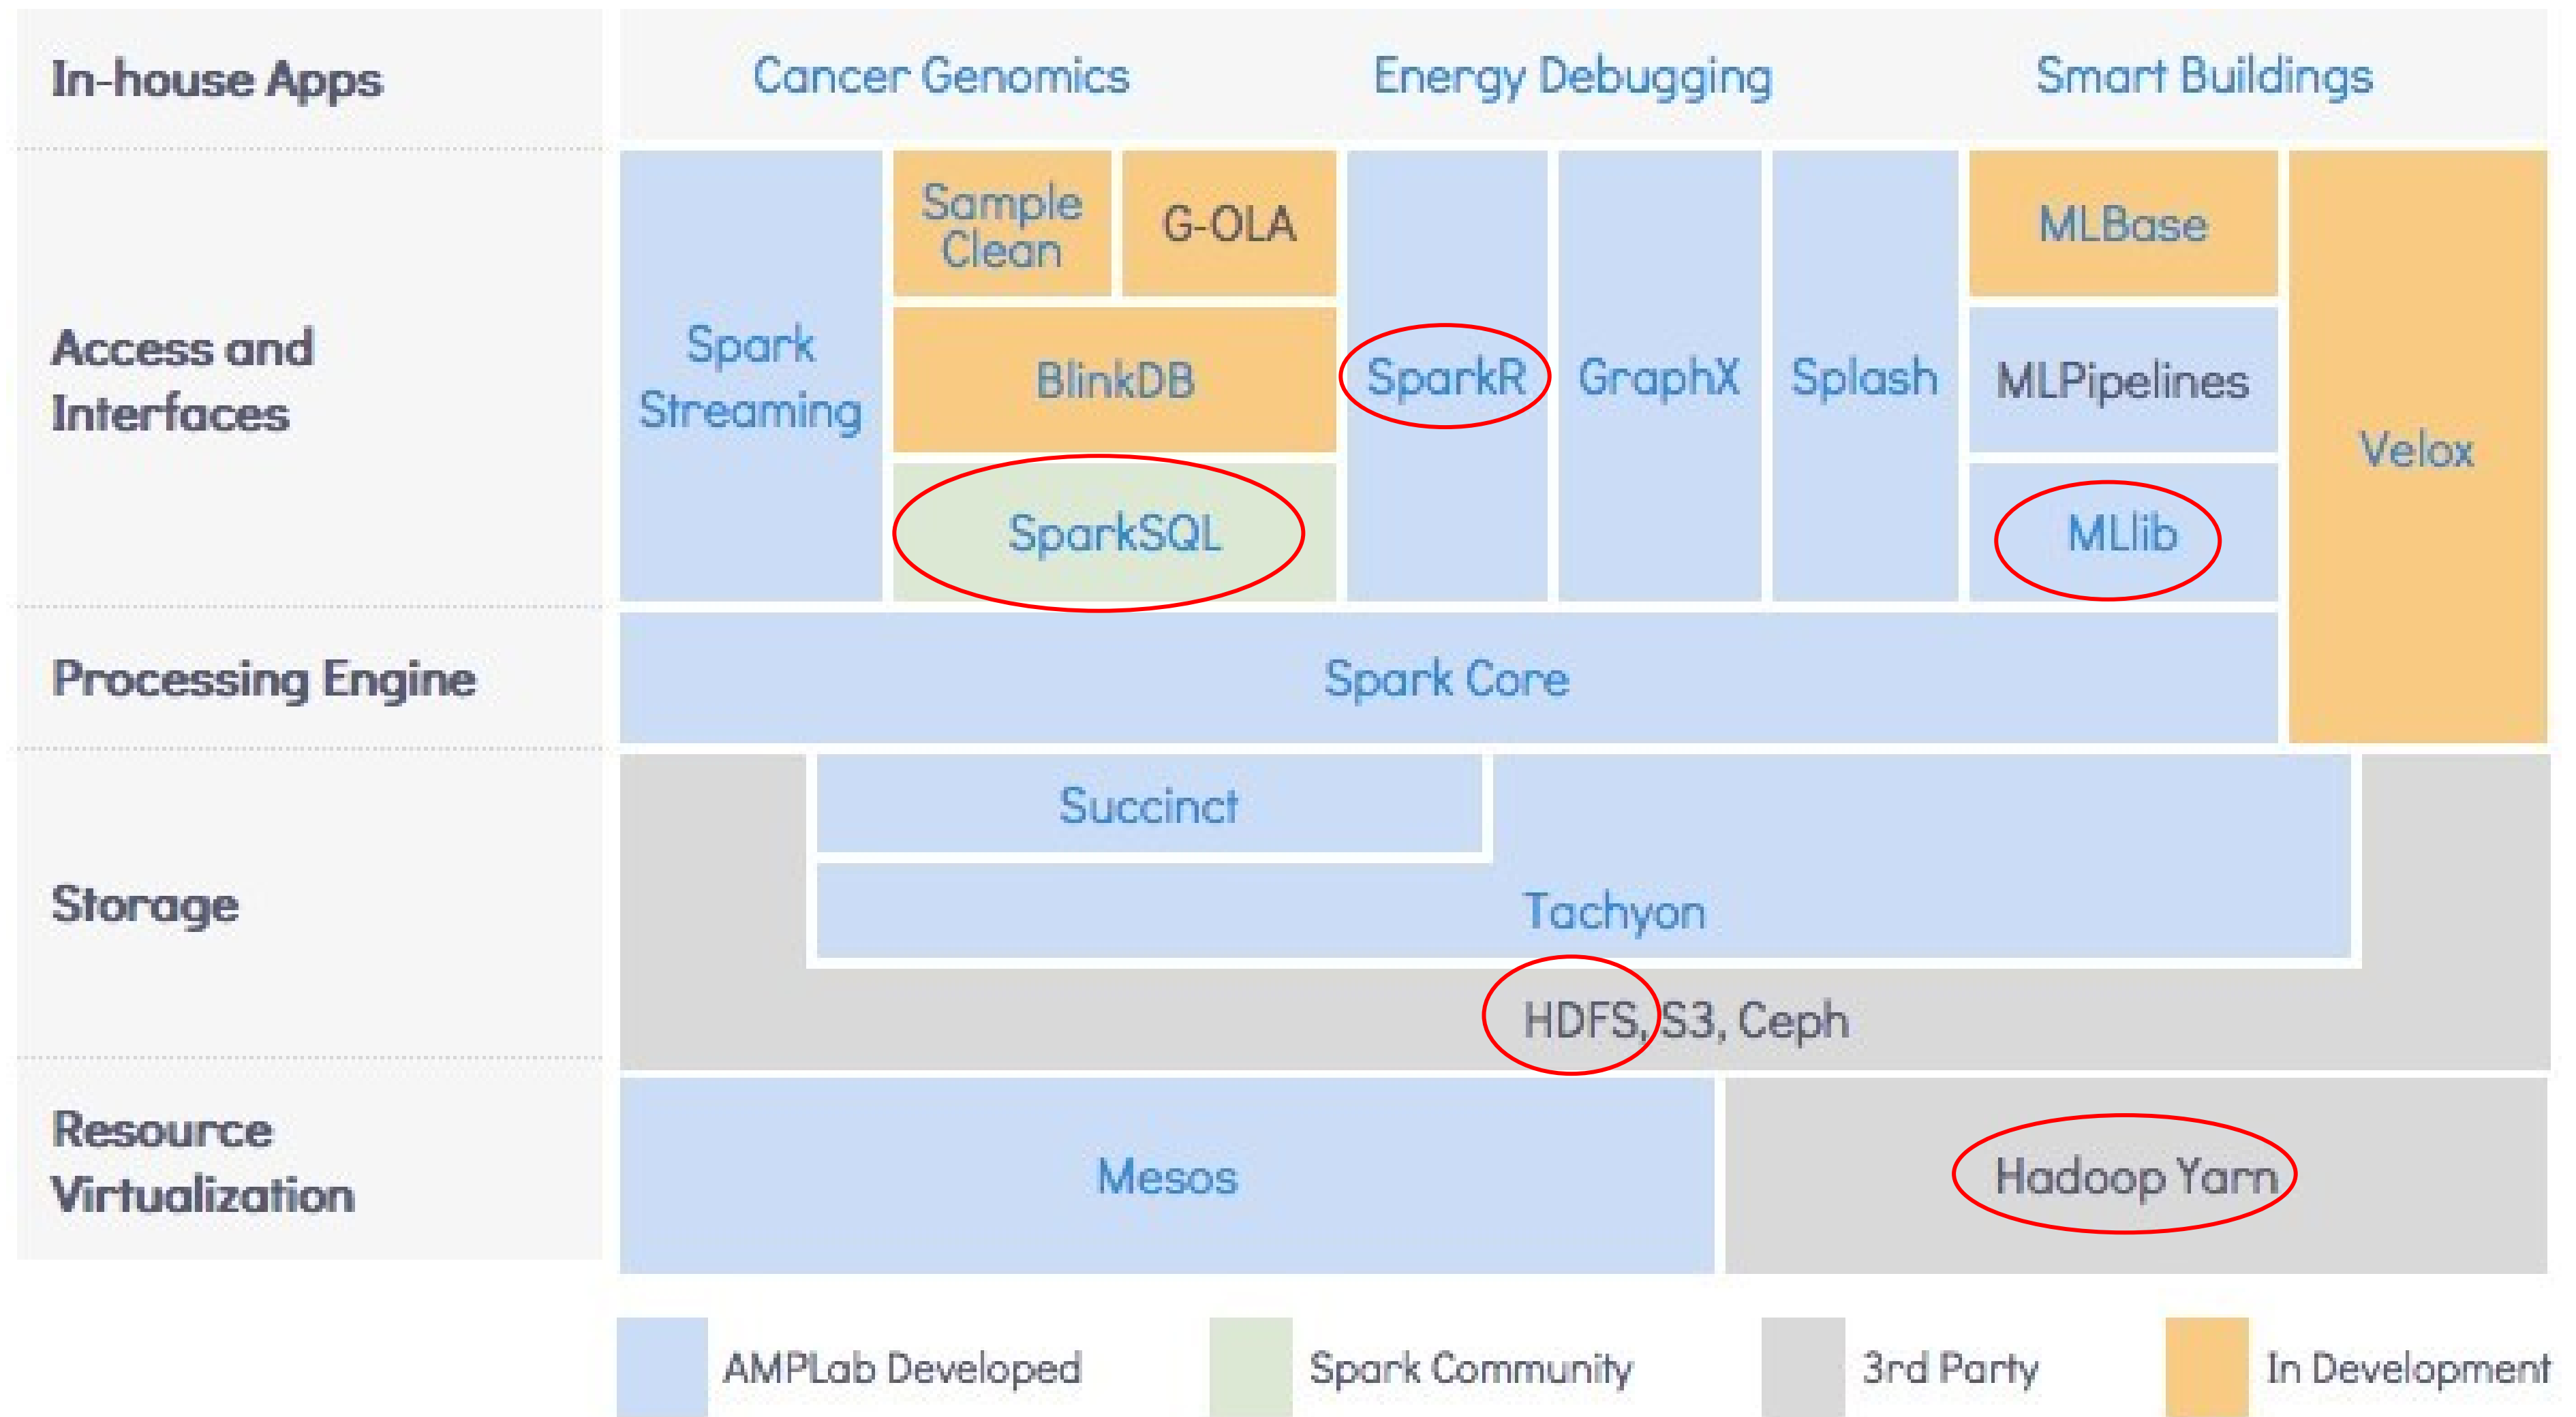 In-house Apps
Cancer Genomics
Energy Debugging
Smart Buildings
Access and
Interfaces
Spark
Streaming
Sample
Clean
G-OLA
BlinkDB
SparkSQL
SparkR
GraphX
Splash
MLBase
MLPipelines
MLlib
Velox
Processing Engine
Spark Core
Storage
Succinct
Tachyon
HDFS, S3, Ceph
Resource
Virtualization
Mesos
Hadoop Yarn
AMPLab Developed
Spark Community
3rd Party
In Development